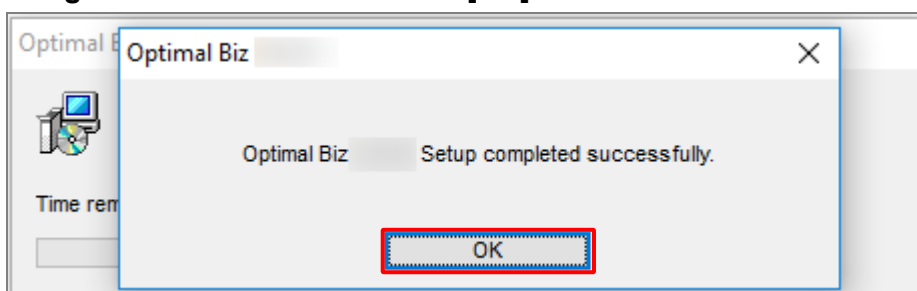 Optimal B
Optimal Biz
Optimal Biz Setup completed successfully.
Time rem
OK